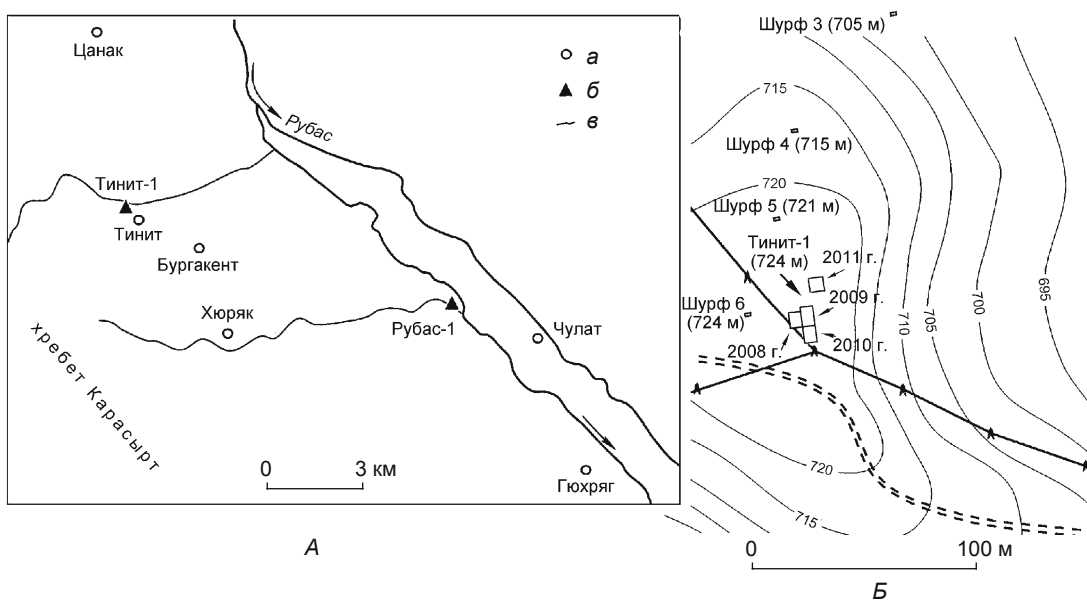 Цанак
Рубас
а
б
в
Тинит-1
Тинит
Бургакент
Хюряк
Рубас-1
Чулат
хребет Карасырт
0 3 км
Гюхряг
А
Шурф 3 (705 м)
715
Шурф 4 (715 м)
720
Шурф 5 (721 м)
Тинит-1
(724 м)
2011 г.
2009 г.
Шурф 6
(724 м)
2008 г.
2010 г.
710
705
700
695
720
715
0 100 м
Б